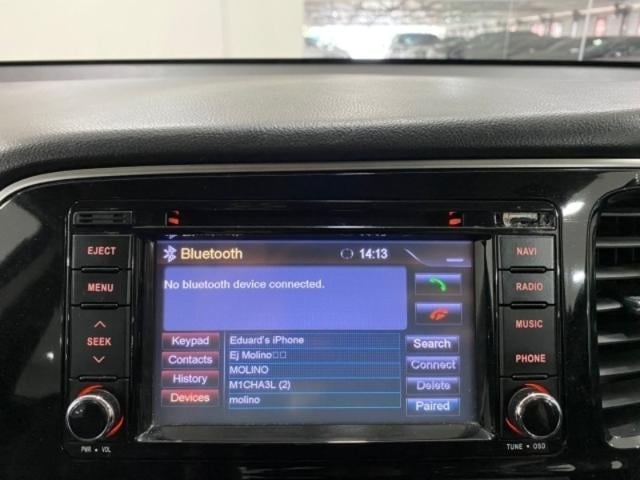 EJECT
MENU
SEEK
PWR • VOL
Bluetooth
14:13
No bluetooth device connected.
Keypad
Contacts
History
Devices
Eduard's iPhone
Ej Molino□□
MOLINO
M1CHA3L (2)
molino
Search
Connect
Delete
Paired
NAVI
RADIO
MUSIC
PHONE
TUNE • OSD